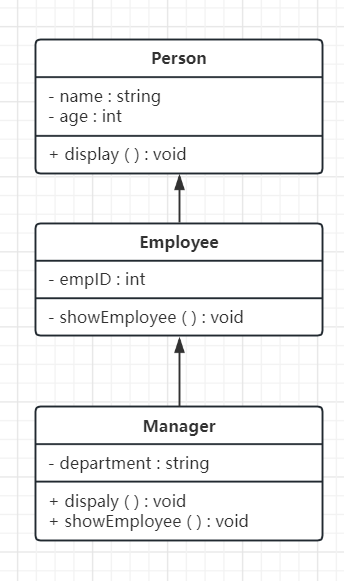 Person
- name : string
- age : int
+ display ( ) : void
Employee
- empID : int
- showEmployee ( ) : void
Manager
- department : string
+ dispaly ( ) : void
+ showEmployee ( ) : void